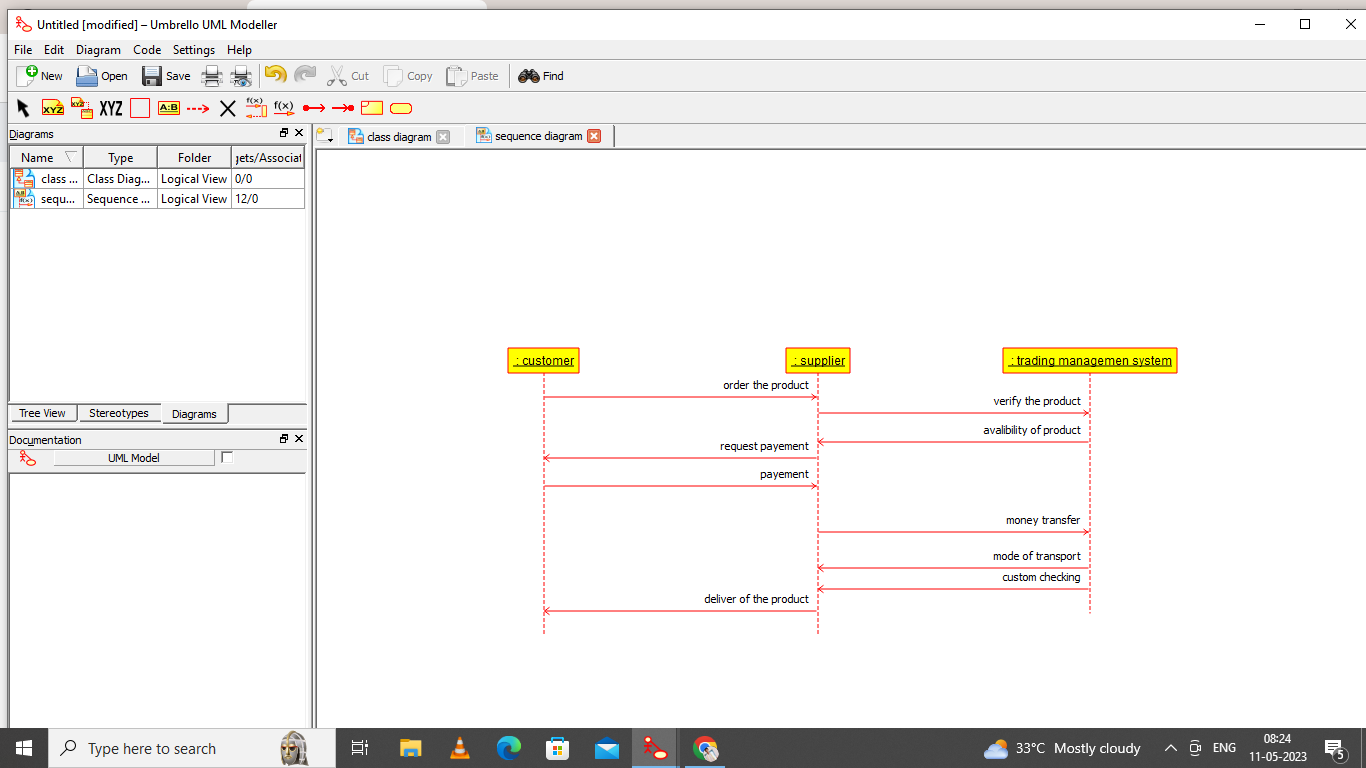 Untitled [modified] – Umbrello UML Modeller
File Edit Diagram Code Settings Help
New Open Save Cut Copy Paste Find
XYZ XYZ XYZ A:B f(x) f(x)
Diagrams
class diagram sequence diagram
Name Type Folder jets/Associat
class ... Class Diag... Logical View 0/0
sequ... Sequence ... Logical View 12/0
: customer : supplier : trading managemen system
order the product
verify the product
Tree View Stereotypes Diagrams
avalibility of product
Documentation
request payement
UML Model
payement
money transfer
mode of transport
custom checking
deliver of the product
Type here to search
33°C Mostly cloudy
ENG
08:24
11-05-2023
5